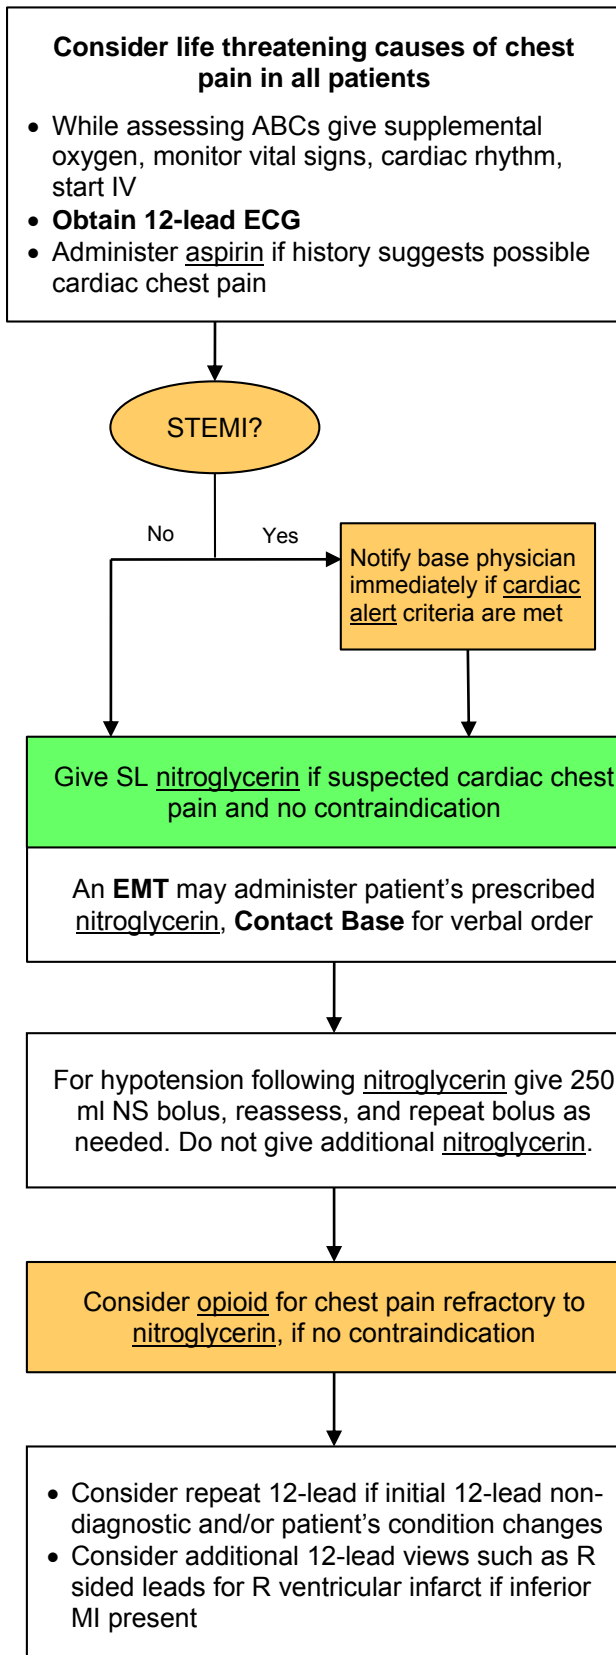 Consider life threatening causes of chest
pain in all patients
• While assessing ABCs give supplemental
oxygen, monitor vital signs, cardiac rhythm,
start IV
• Obtain 12-lead ECG
• Administer aspirin if history suggests possible
cardiac chest pain
STEMI?
No
Yes
Notify base physician
immediately if cardiac
alert criteria are met
Give SL nitroglycerin if suspected cardiac chest
pain and no contraindication
An EMT may administer patient’s prescribed
nitroglycerin, Contact Base for verbal order
For hypotension following nitroglycerin give 250
ml NS bolus, reassess, and repeat bolus as
needed. Do not give additional nitroglycerin.
Consider opioid for chest pain refractory to
nitroglycerin, if no contraindication
• Consider repeat 12-lead if initial 12-lead non-
diagnostic and/or patient’s condition changes
• Consider additional 12-lead views such as R
sided leads for R ventricular infarct if inferior
MI present